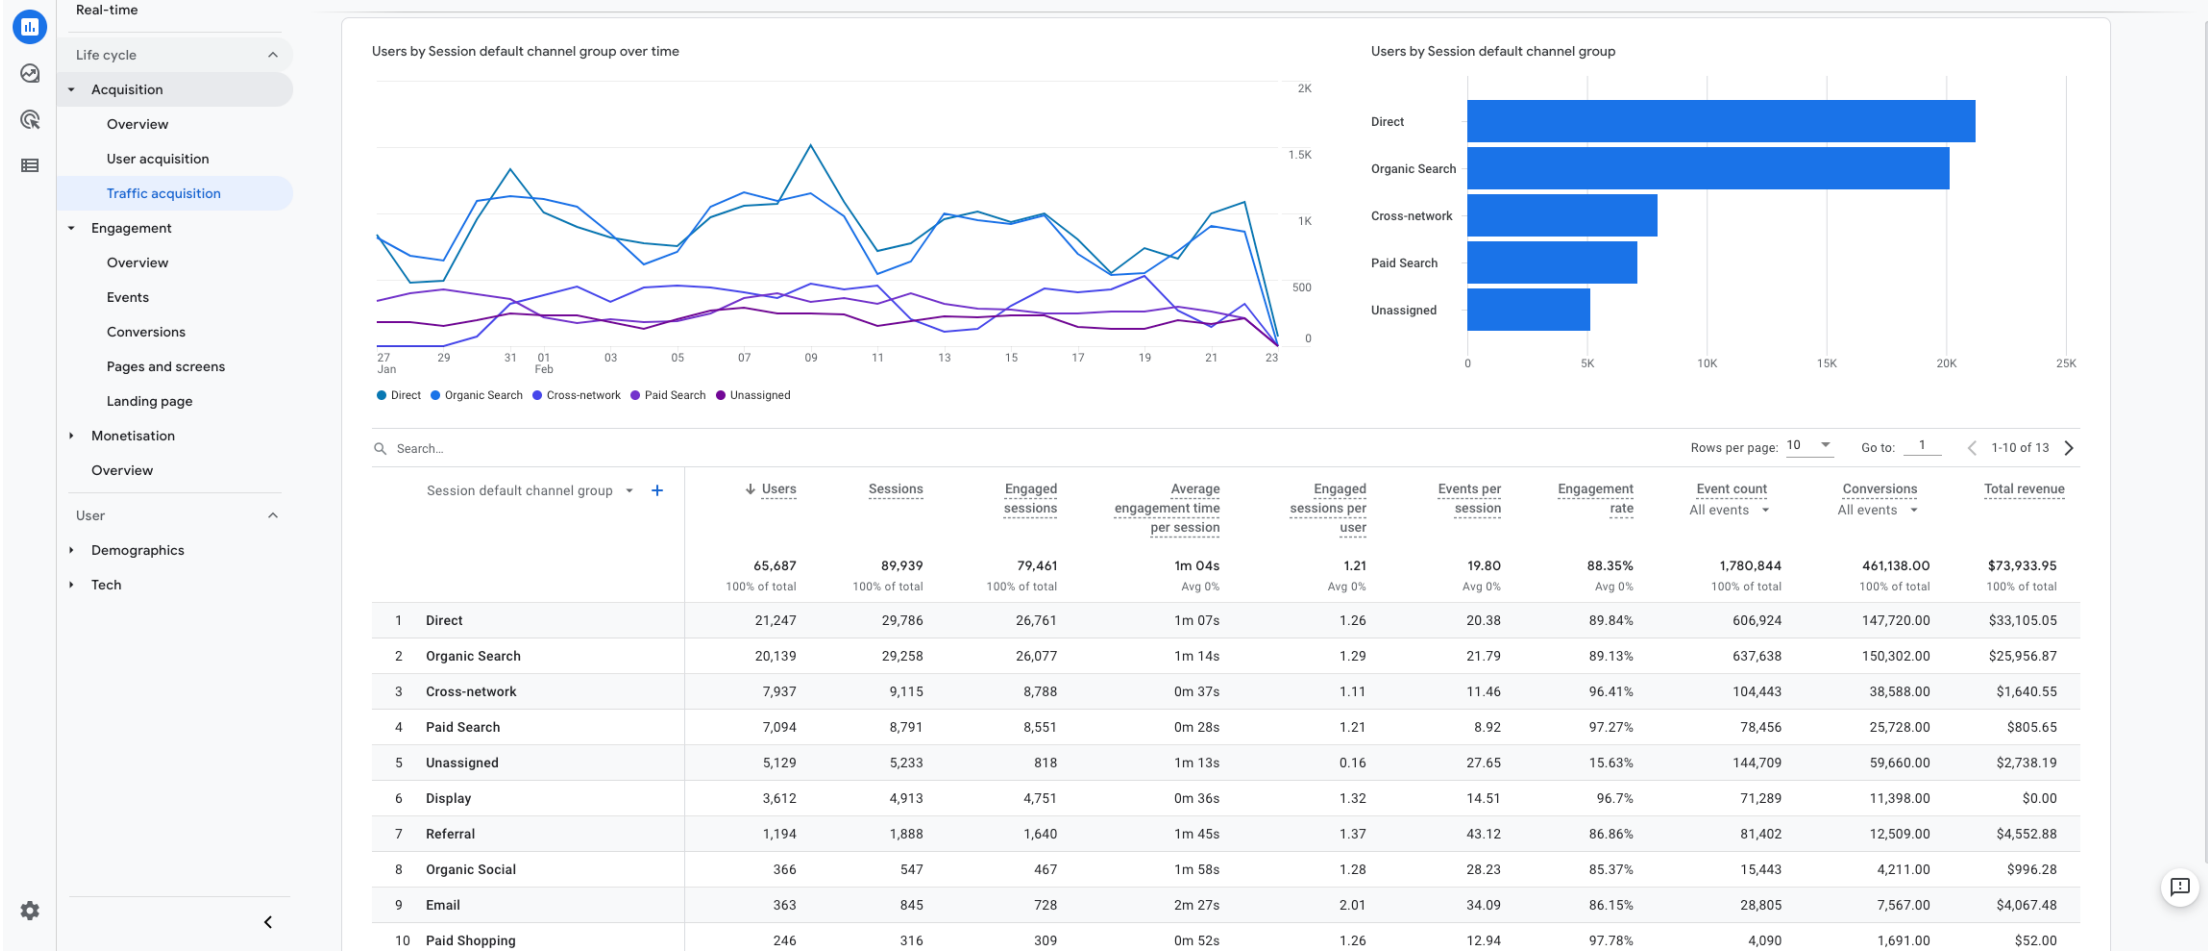 Real-time
Life cycle
Acquisition
Overview
User acquisition
Traffic acquisition
Engagement
Overview
Events
Conversions
Pages and screens
Landing page
Monetisation
Overview
User
Demographics
Tech
Users by Session default channel group over time
2K
1.5K
1K
500
0
27 29 31 01 03 05 07 09 11 13 15 17 19 21 23
Jan Feb
Direct Organic Search Cross-network Paid Search Unassigned
Users by Session default channel group
Direct
Organic Search
Cross-network
Paid Search
Unassigned
0 5K 10K 15K 20K 25K
Search... Rows per page: 10 Go to: 1 1-10 of 13
Session default channel group + Users Sessions Engaged sessions Average engagement time per session Engaged sessions per user Events per session Engagement rate Event count All events Conversions All events Total revenue
65,687 89,939 79,461 1m 04s 1.21 19.80 88.35% 1,780,844 461,138.00 $73,933.95
100% of total 100% of total 100% of total Avg 0% Avg 0% Avg 0% Avg 0% 100% of total 100% of total 100% of total
1 Direct 21,247 29,786 26,761 1m 07s 1.26 20.38 89.84% 606,924 147,720.00 $33,105.05
2 Organic Search 20,139 29,258 26,077 1m 14s 1.29 21.79 89.13% 637,638 150,302.00 $25,956.87
3 Cross-network 7,937 9,115 8,788 0m 37s 1.11 11.46 96.41% 104,443 38,588.00 $1,640.55
4 Paid Search 7,094 8,791 8,551 0m 28s 1.21 8.92 97.27% 78,456 25,728.00 $805.65
5 Unassigned 5,129 5,233 818 1m 13s 0.16 27.65 15.63% 144,709 59,660.00 $2,738.19
6 Display 3,612 4,913 4,751 0m 36s 1.32 14.51 96.7% 71,289 11,398.00 $0.00
7 Referral 1,194 1,888 1,640 1m 45s 1.37 43.12 86.86% 81,402 12,509.00 $4,552.88
8 Organic Social 366 547 467 1m 58s 1.28 28.23 85.37% 15,443 4,211.00 $996.28
9 Email 363 845 728 2m 27s 2.01 34.09 86.15% 28,805 7,567.00 $4,067.48
10 Paid Shopping 246 316 309 0m 52s 1.26 12.94 97.78% 4,090 1,691.00 $52.00